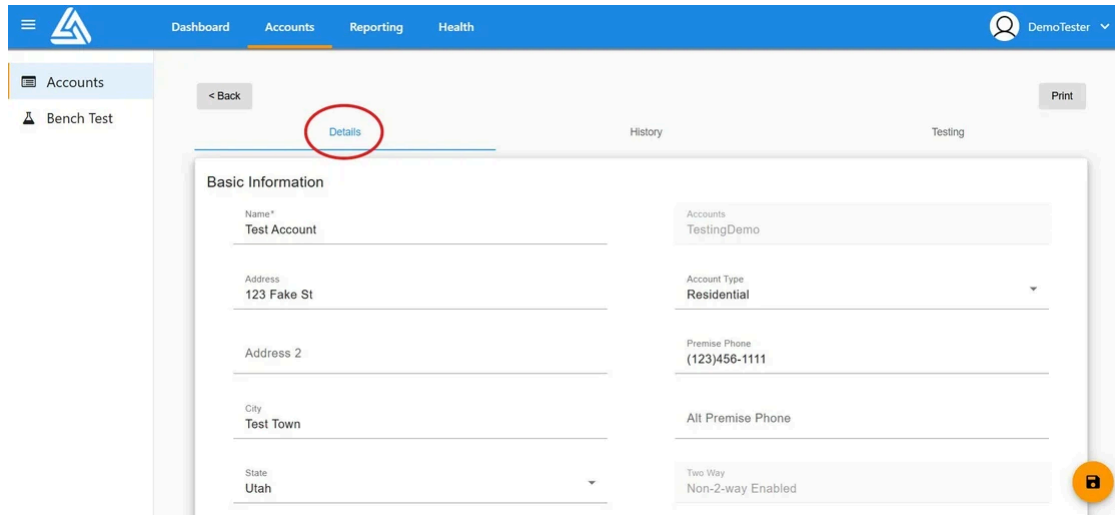 Dashboard Accounts Reporting Health DemoTester
Accounts
Bench Test
< Back Print
Details History Testing
Basic Information
Name*
Test Account
Accounts
TestingDemo
Address
123 Fake St
Account Type
Residential
Address 2
Premise Phone
(123)456-1111
City
Test Town
Alt Premise Phone
State
Utah
Two Way
Non-2-way Enabled